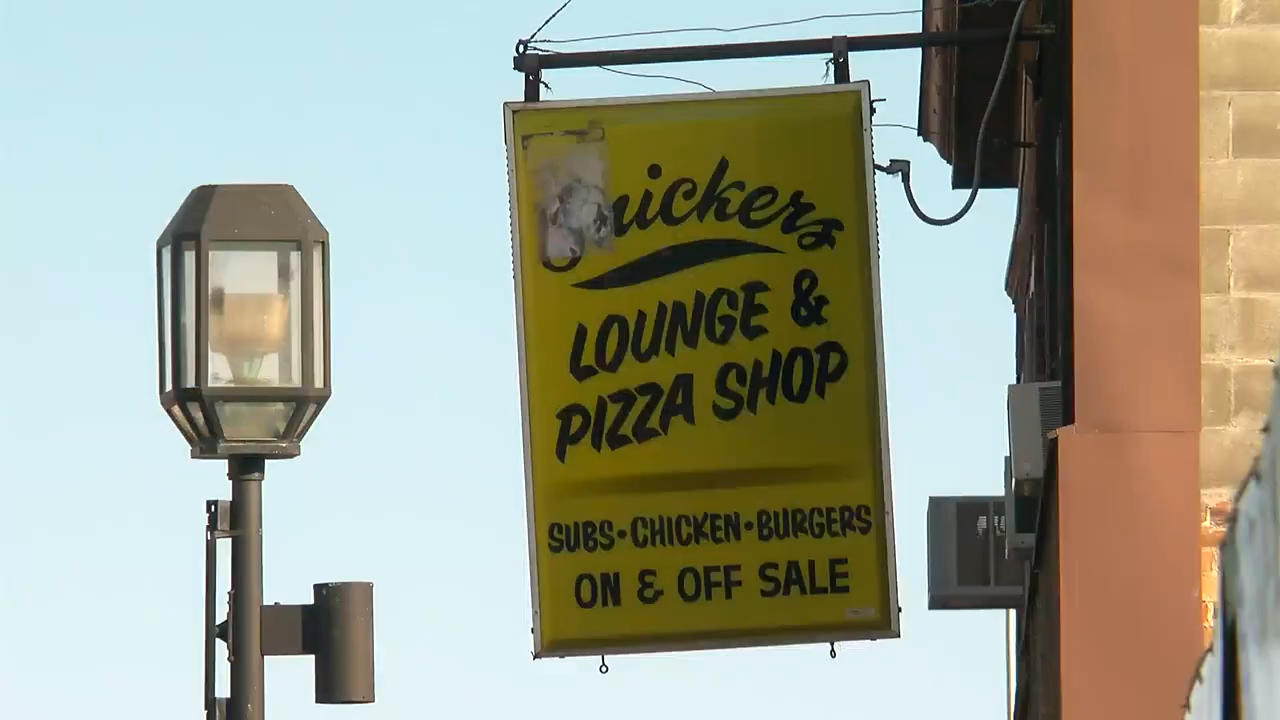 LOUNGE &
PIZZA SHOP
SUBS•CHICKEN•BURGERS
ON & OFF SALE